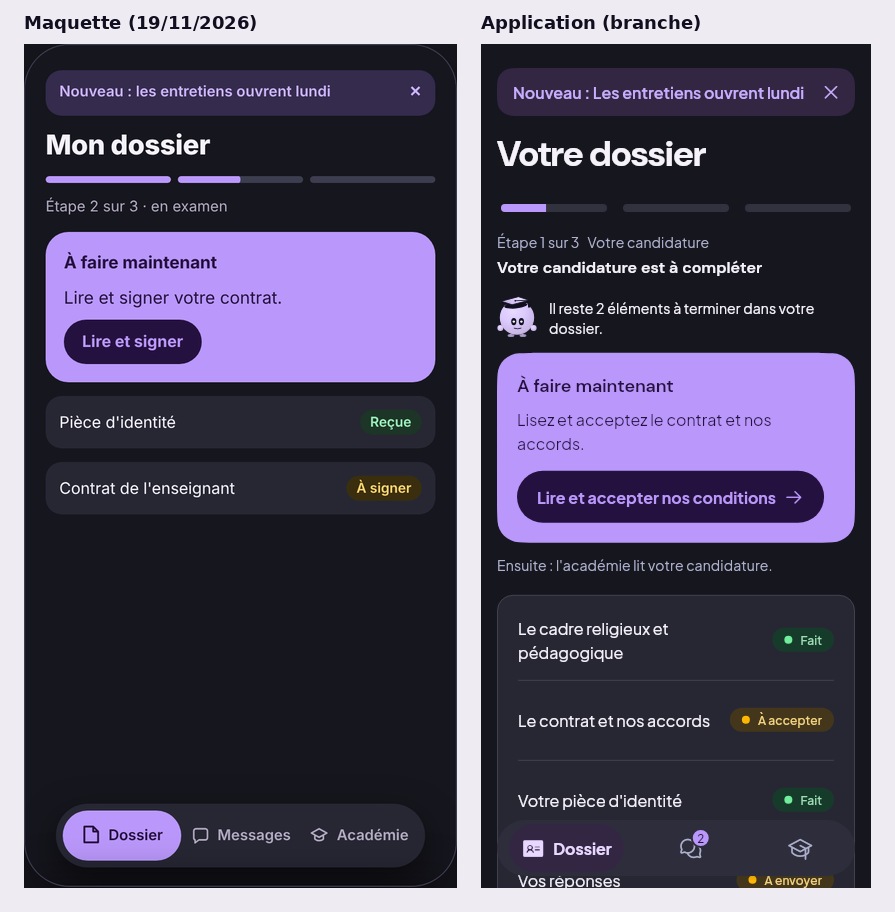 Maquette (19/11/2026)
Nouveau : les entretiens ouvrent lundi
Mon dossier
Étape 2 sur 3 · en examen
À faire maintenant
Lire et signer votre contrat.
Lire et signer
Pièce d'identité
Reçue
Contrat de l'enseignant
À signer
Dossier
Messages
Académie
Application (branche)
Nouveau : Les entretiens ouvrent lundi
Votre dossier
Étape 1 sur 3 Votre candidature
Votre candidature est à compléter
Il reste 2 éléments à terminer dans votre
dossier.
À faire maintenant
Lisez et acceptez le contrat et nos
accords.
Lire et accepter nos conditions
Ensuite : l'académie lit votre candidature.
Le cadre religieux et
pédagogique
Fait
Le contrat et nos accords
À accepter
Votre pièce d'identité
Fait
Dossier
2
Vos réponses
À envoyer